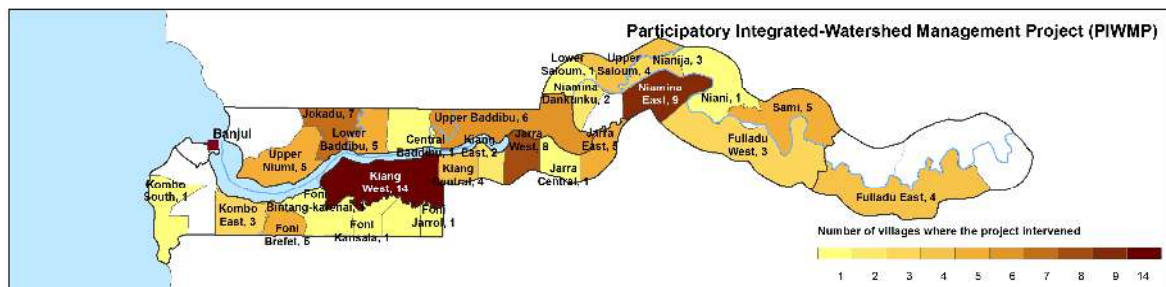 Participatory Integrated-Watershed Management Project (PIWMP)
Lower
Saloum, 1
Upper
Saloum, 4
Nianija, 3
Niamina
Dankunku, 2
Niamina
East, 9
Niani, 1
Sami, 5
Jokadu, 7
Upper Baddibu, 6
Banjul
Lower
Baddibu, 5
Central
Baddibu, 1
Kiang
East, 2
Jarra
West, 8
Jarra
East, 5
Fulladu
West, 3
Upper
Niumi, 5
Kiang
West, 14
Kiang
Central, 4
Jarra
Central, 1
Fulladu East, 4
Kombo
South, 1
Kombo
East, 3
Foni
Bintang-karenai,
Foni
Brefet, 5
Foni
Kansala, 1
Foni
Jarrol, 1
Number of villages where the project intervened
1 2 3 4 5 6 7 8 9 14